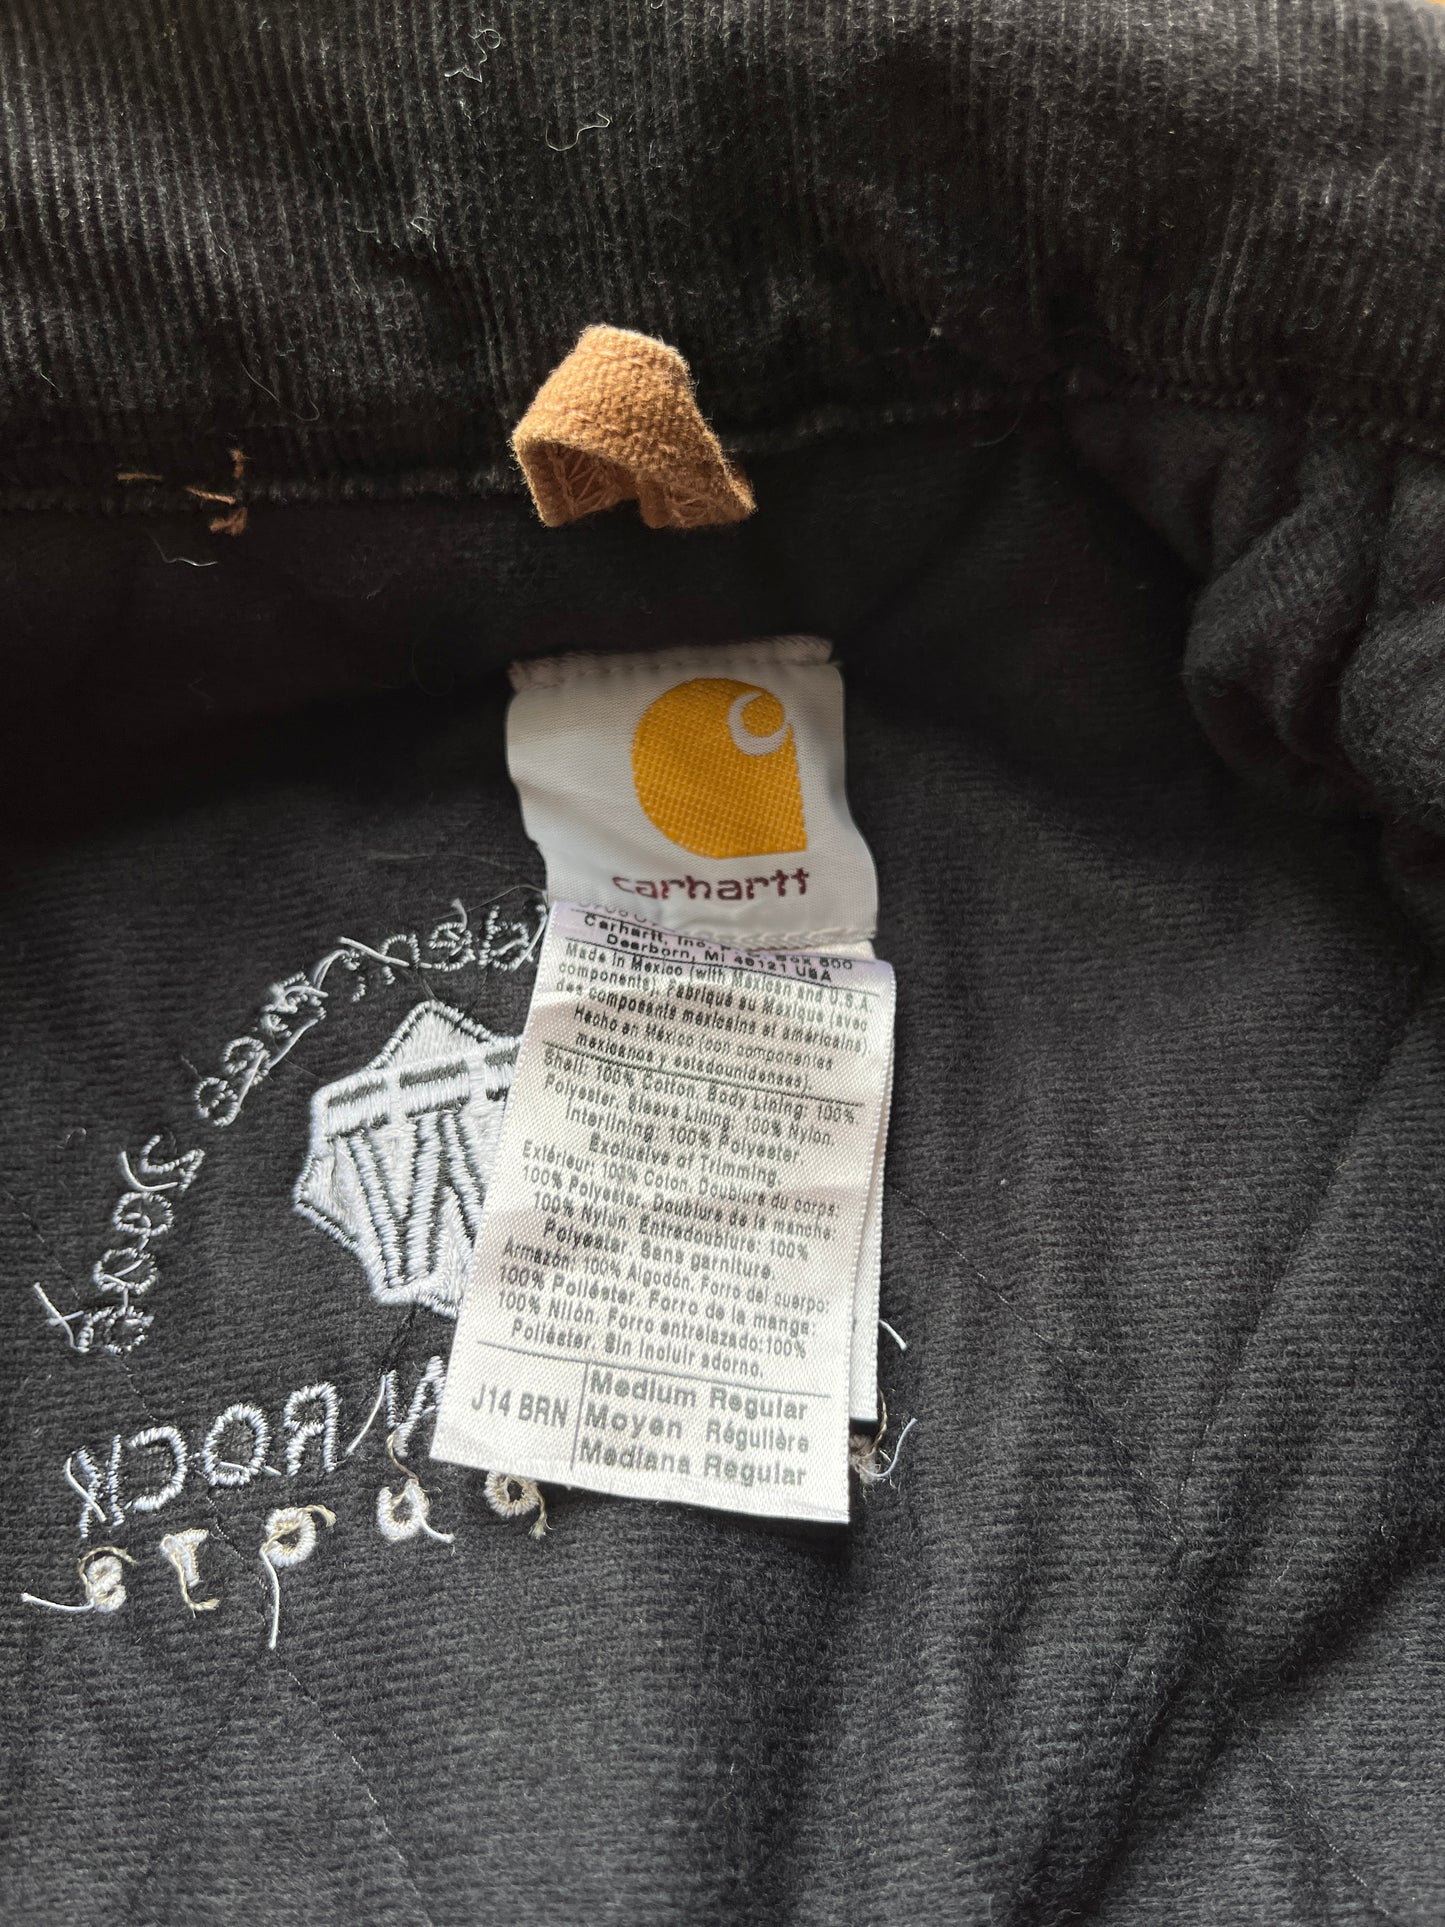 carhartt
Carhartt, Inc. P. Box 600
Dearborn, MI 48121 USA
Made in Mexico (with Mexican and U.S.A.
components). Fabriqué au Mexique (avec
des composants mexicains et américains).
Hecho en México (con componentes
mexicanos y estadounidenses).
Shell: 100% Cotton, Body Lining: 100%
Polyester, Sleeve Lining: 100% Nylon,
Interlining: 100% Polyester,
Exclusive of Trimming.
Extérieur: 100% Coton, Doublure du corps:
100% Polyester, Doublure de la manche:
100% Nylon, Entredoublure: 100%
Polyester, Sans garniture.
Armazón: 100% Algodón, Forro del cuerpo:
100% Poliéster, Forro de la manga:
100% Nilón, Forro entrelazado:100%
Poliéster, Sin incluir adorno.
J14 BRN
Medium Regular
Moyen Régulière
Mediana Regular
ROCK